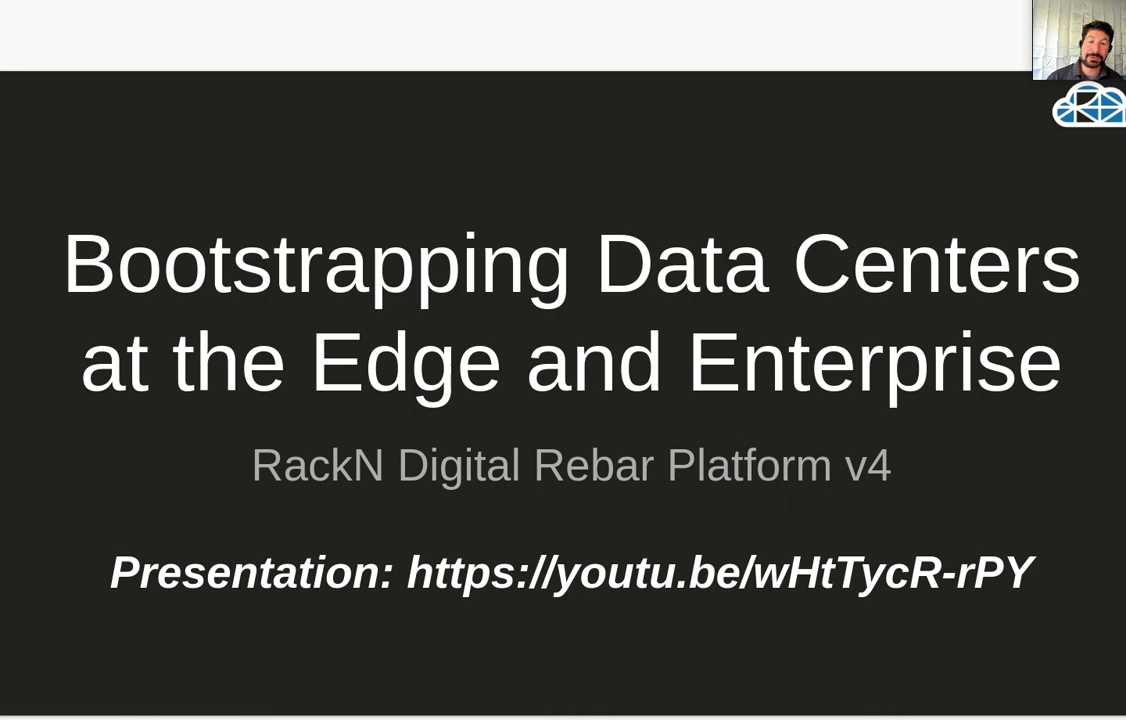 Bootstrapping Data Centers
at the Edge and Enterprise
RackN Digital Rebar Platform v4
Presentation: https://youtu.be/wHtTycR-rPY